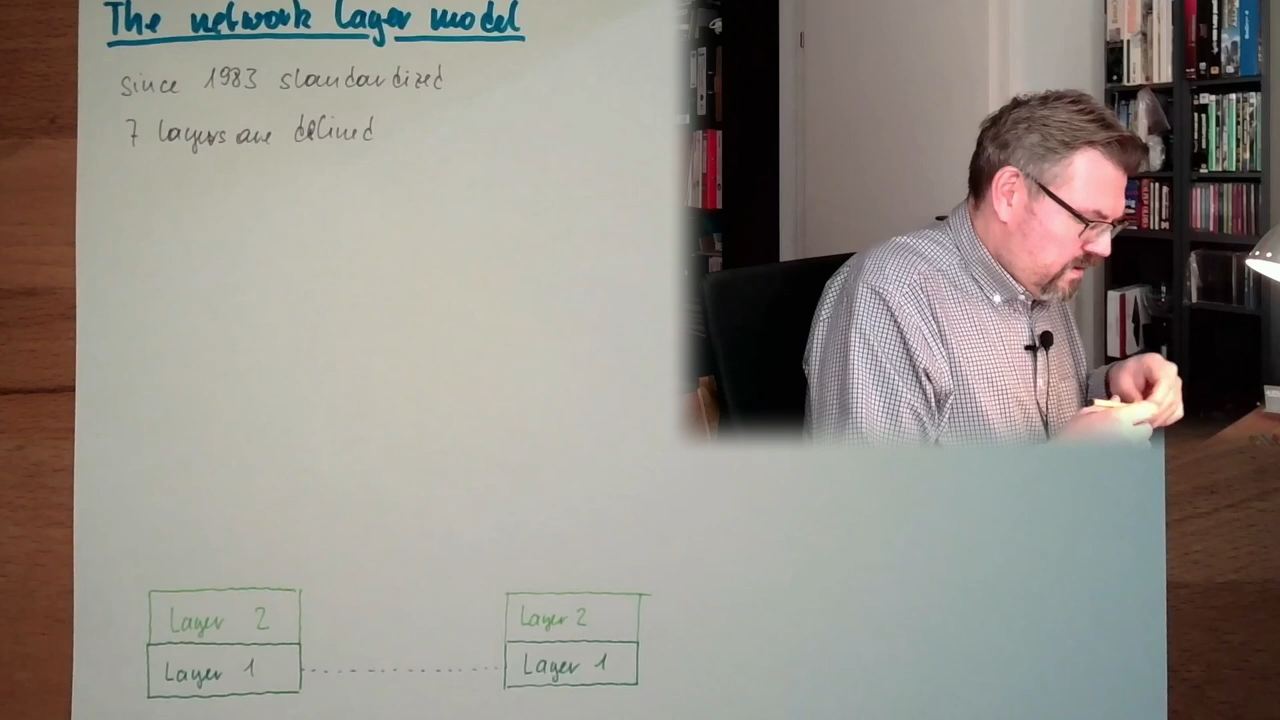 The network layer model
since 1983 standardized
7 layers are defined
Layer 2
Layer 2
Layer 1
Layer 1